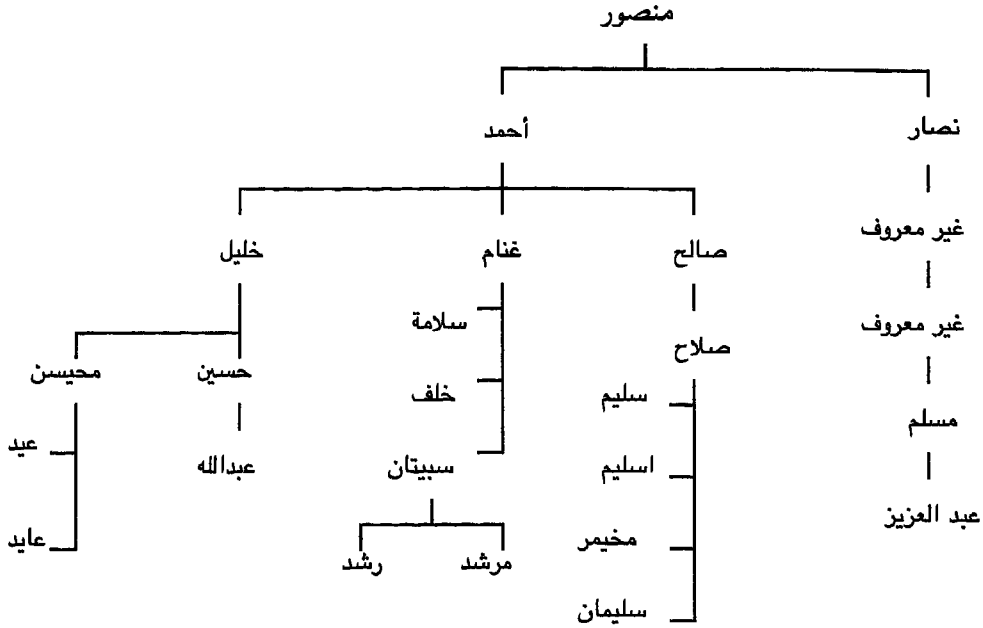 منصور
نصار
أحمد
غير معروف
صالح
غنام
خليل
غير معروف
سلامة
صلاح
حسين
محيسن
سليم
خلف
مسلم
عيد
اسليم
سبيتان
عبدالله
عبد العزيز
مخيمر
عايد
مرشد
رشد
سليمان